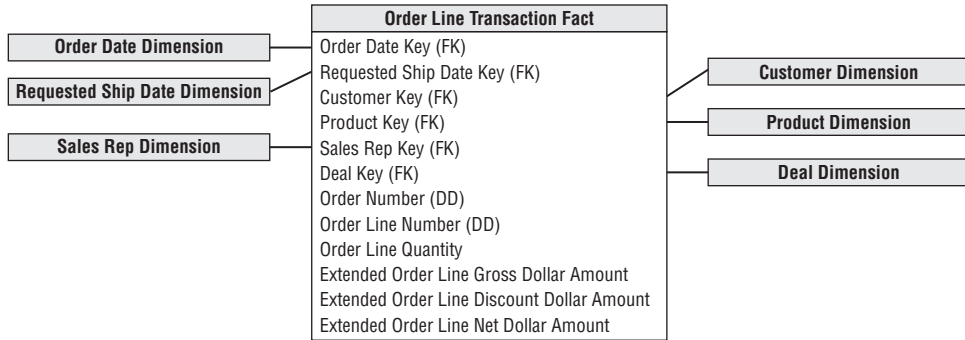 Order Line Transaction Fact
Order Date Dimension
Requested Ship Date Dimension
Sales Rep Dimension
Order Date Key (FK)
Requested Ship Date Key (FK)
Customer Key (FK)
Product Key (FK)
Sales Rep Key (FK)
Deal Key (FK)
Order Number (DD)
Order Line Number (DD)
Order Line Quantity
Extended Order Line Gross Dollar Amount
Extended Order Line Discount Dollar Amount
Extended Order Line Net Dollar Amount
Customer Dimension
Product Dimension
Deal Dimension